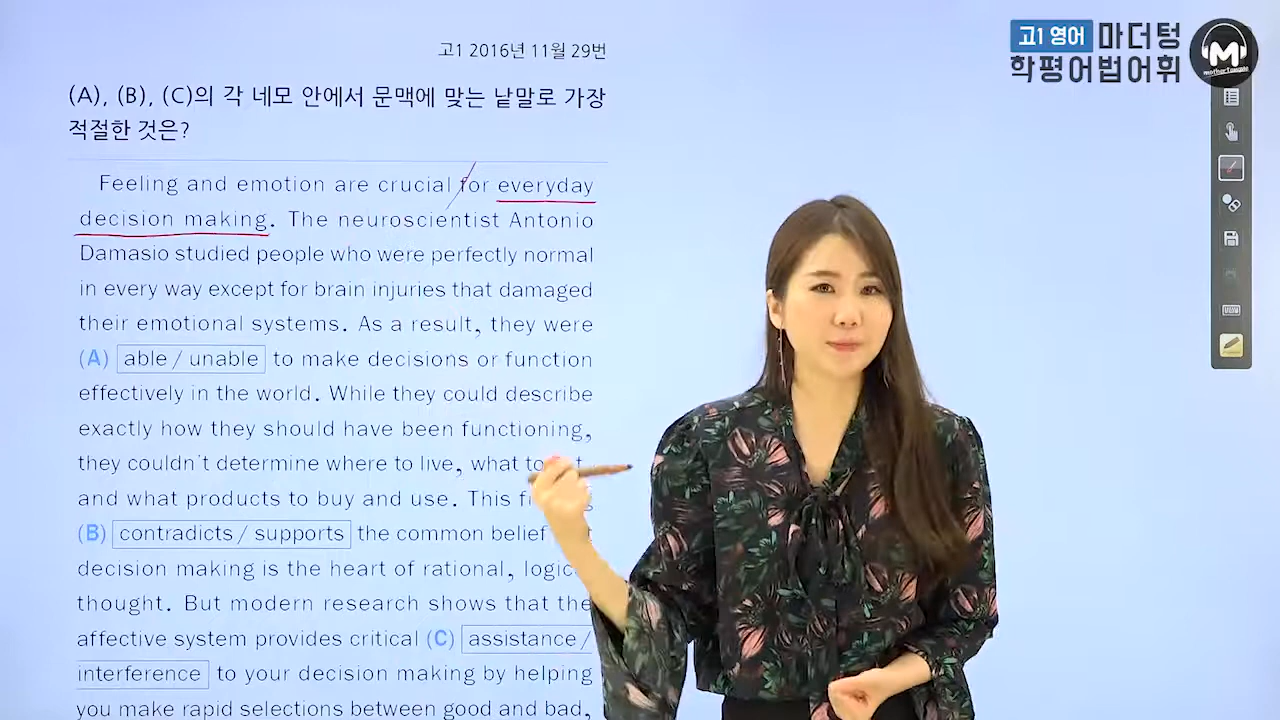 고1 영어 마더텅
학평어법어휘
M
고1 2016년 11월 29번
(A), (B), (C)의 각 네모 안에서 문맥에 맞는 낱말로 가장
적절한 것은?
Feeling and emotion are crucial for everyday
decision making. The neuroscientist Antonio
Damasio studied people who were perfectly normal
in every way except for brain injuries that damaged
their emotional systems. As a result, they were
(A) able / unable to make decisions or function
effectively in the world. While they could describe
exactly how they should have been functioning,
they couldn't determine where to live, what to
and what products to buy and use. This
(B) contradicts / supports the common belief
decision making is the heart of rational,
thought. But modern research shows that the
affective system provides critical (C) assistance /
interference to your decision making by helping
you make rapid selections between good and bad,